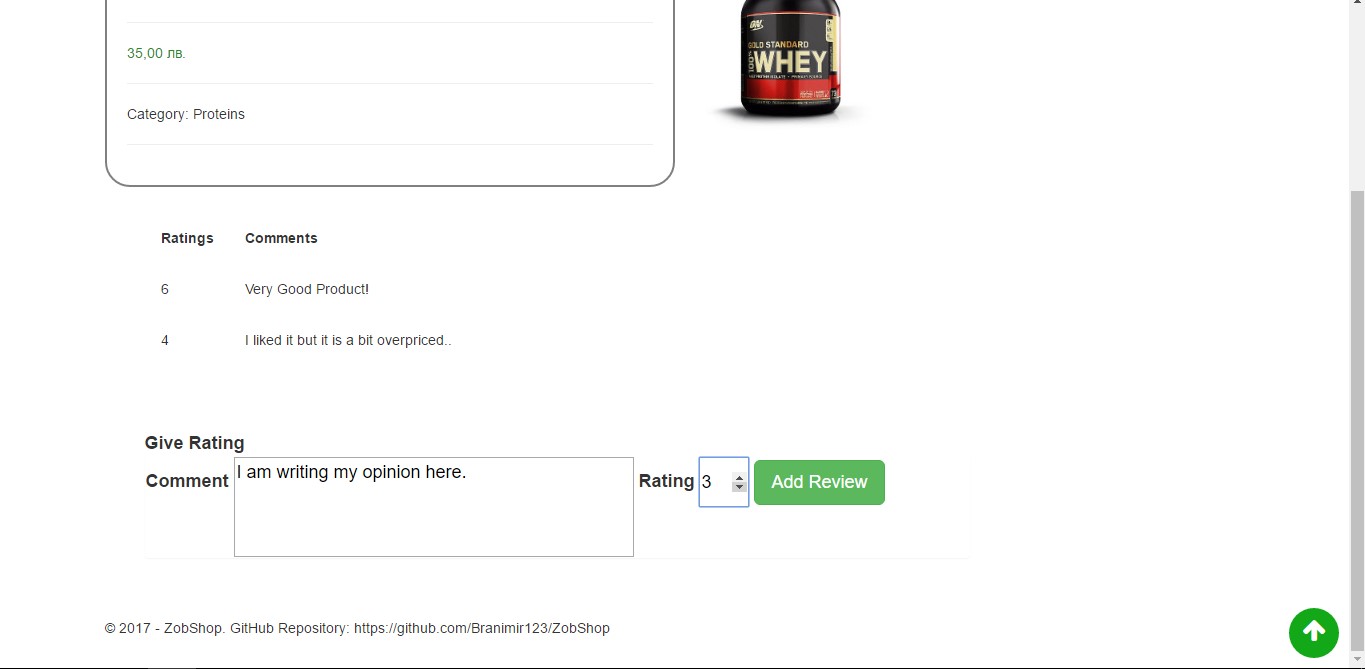 35,00 лв.
Category: Proteins
ON
GOLD STANDARD
100% WHEY
Ratings Comments
6 Very Good Product!
4 I liked it but it is a bit overpriced..
Give Rating
Comment I am writing my opinion here. Rating 3 Add Review
© 2017 - ZobShop. GitHub Repository: https://github.com/Branimir123/ZobShop